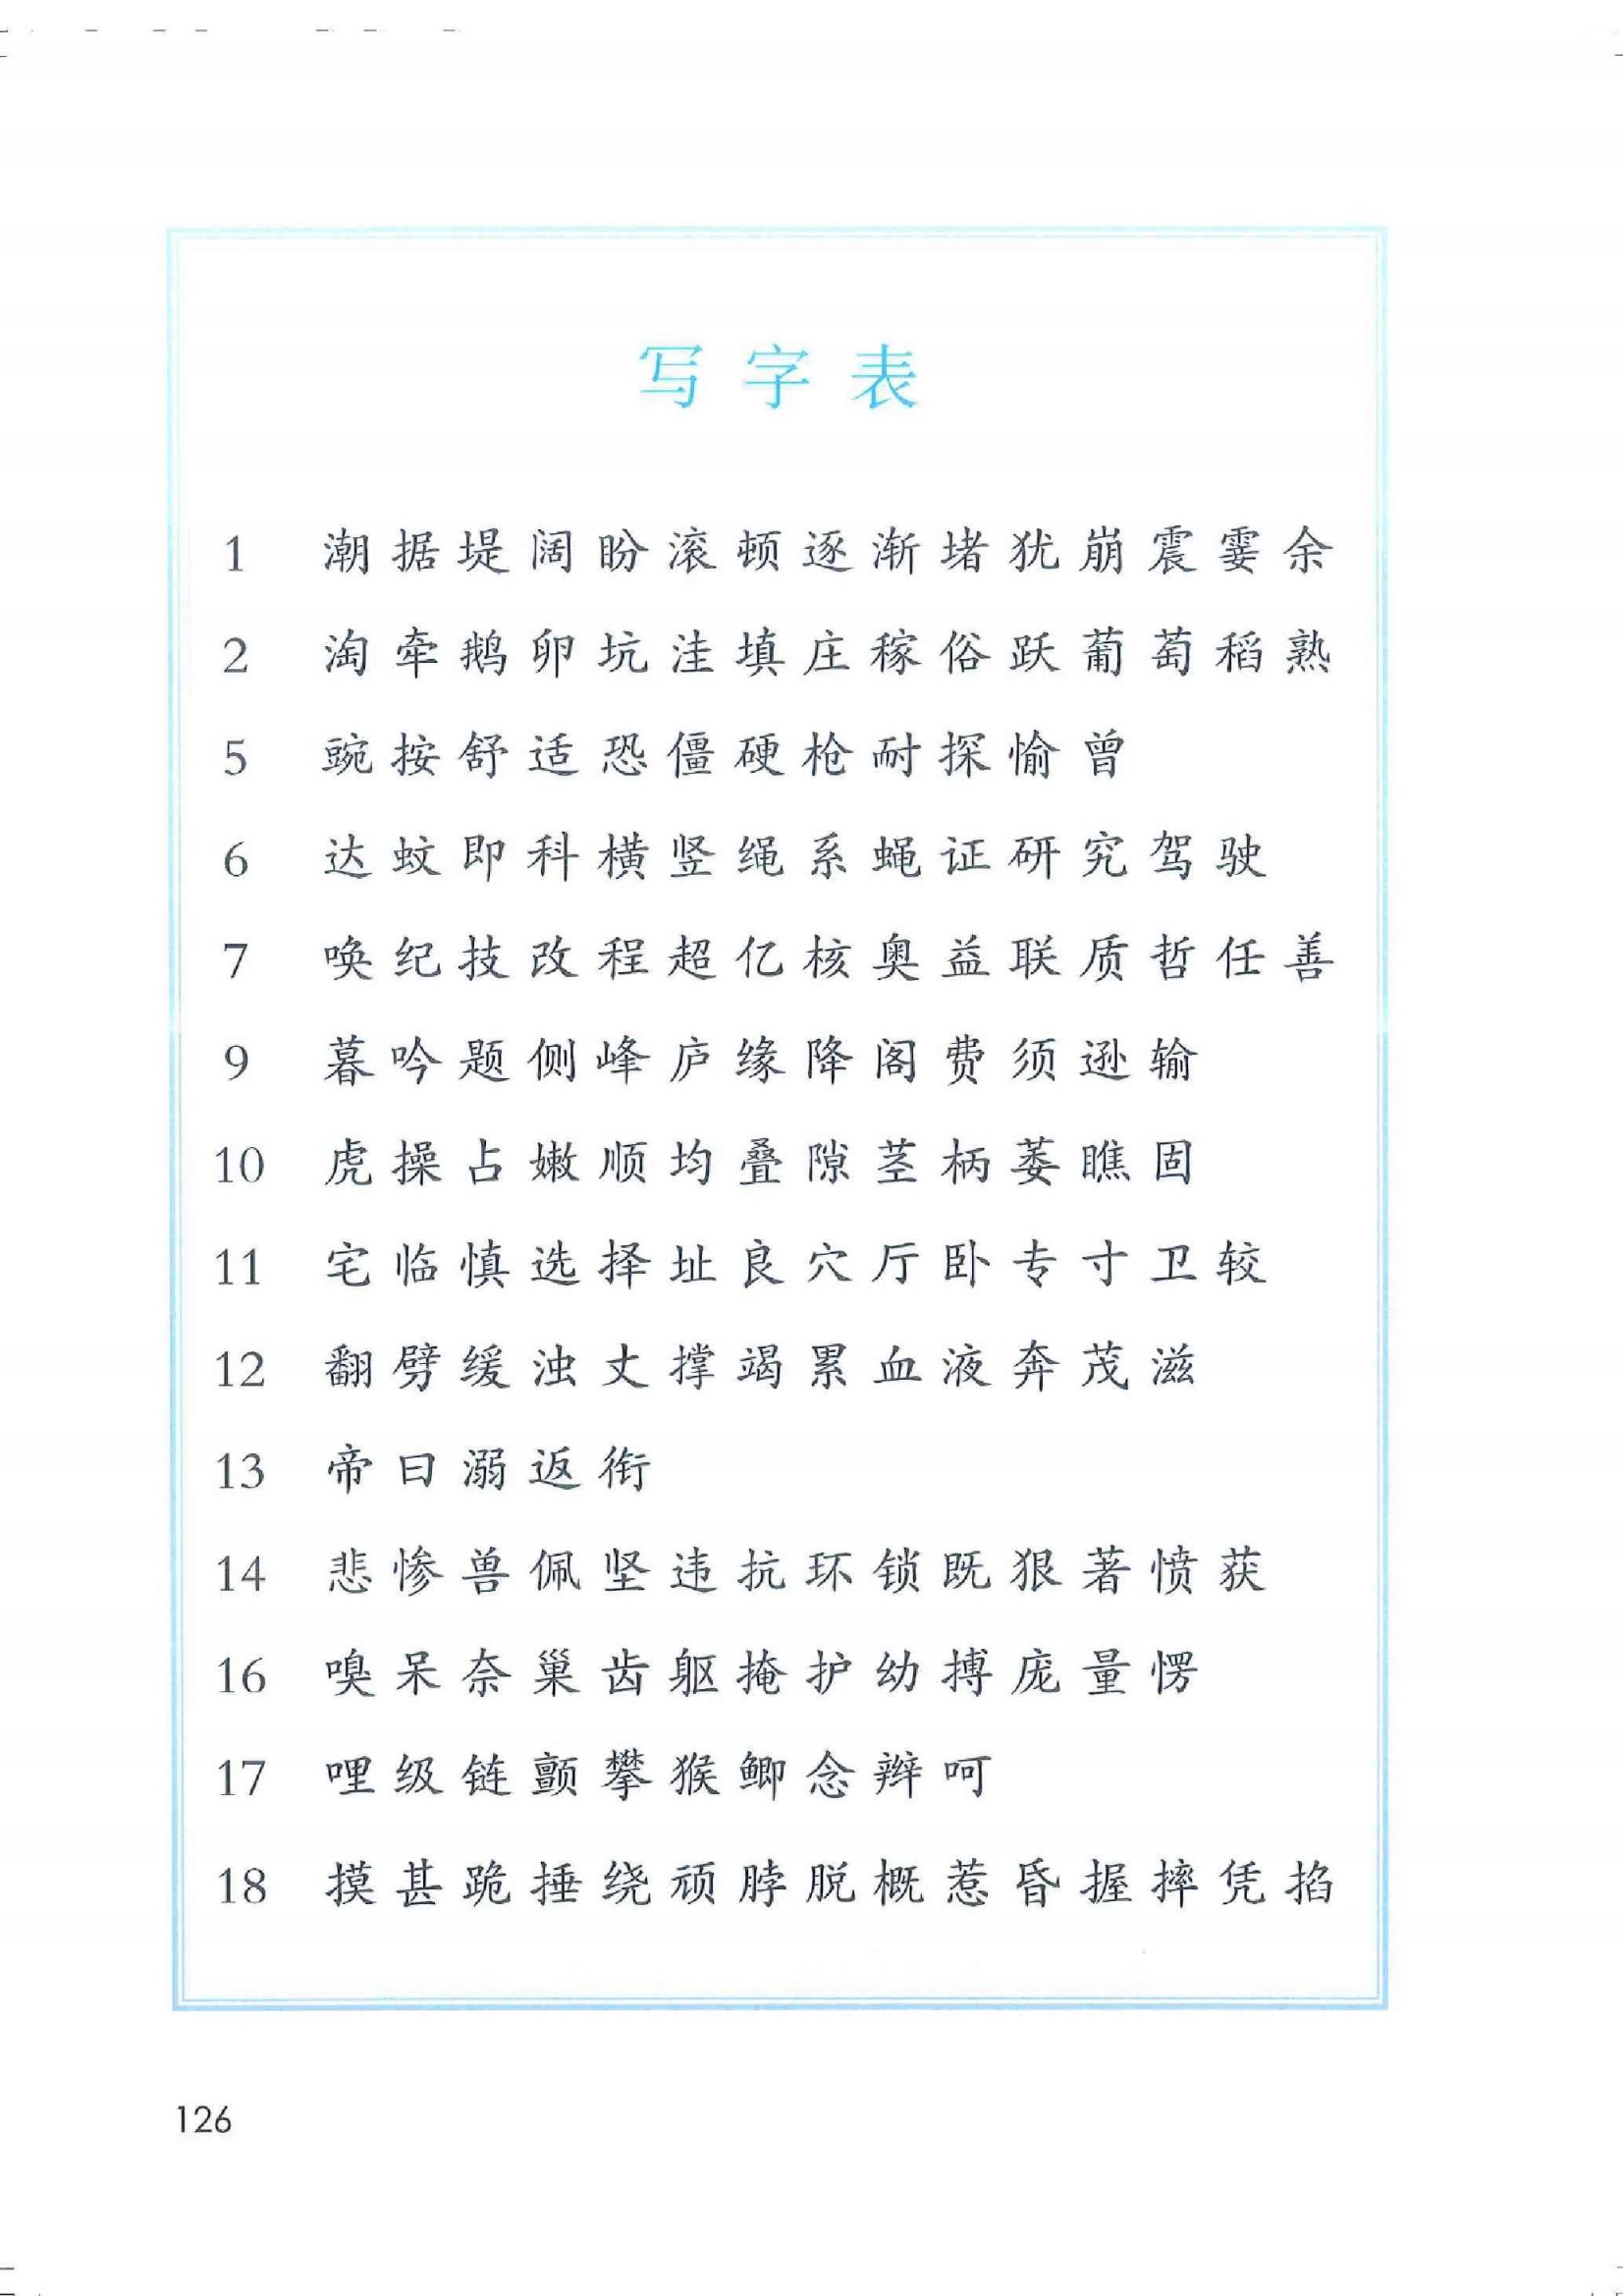 写字表
1 潮据堤阔盼滚顿逐渐堵犹崩震霎余
2 淘牵鹅卵坑洼填庄稼俗跃葡萄稻熟
5 豌按舒适恐僵硬枪耐探愉曾
6 达蚊即科横竖绳系蝇证研究驾驶
7 唤纪技改程超亿核奥益联质哲任善
9 暮吟题侧峰庐缘降阁费须逊输
10 虎操占嫩顺均叠隙茎柄萎瞧固
11 宅临慎选择址良穴厅卧专寸卫较
12 翻劈缓浊丈撑竭累血液奔茂滋
13 帝曰溺返衔
14 悲惨兽佩坚违抗环锁既狠著愤获
16 嗅呆奈巢齿躯掩护幼搏庞量愣
17 哩级链颤攀猴鲫念辫呵
18 摸甚跪捶绕顽脖脱概惹昏握摔凭掐
126